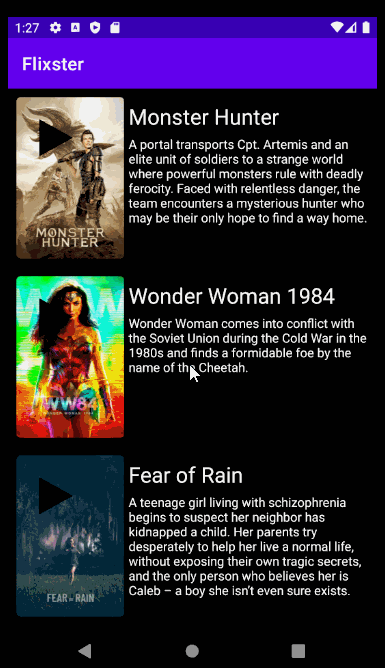 1:27
Flixster
Monster Hunter
A portal transports Cpt. Artemis and an
elite unit of soldiers to a strange world
where powerful monsters rule with deadly
ferocity. Faced with relentless danger, the
team encounters a mysterious hunter who
may be their only hope to find a way home.
MONSTER
HUNTER
Wonder Woman 1984
Wonder Woman comes into conflict with
the Soviet Union during the Cold War in the
1980s and finds a formidable foe by the
name of the Cheetah.
WW84
Fear of Rain
A teenage girl living with schizophrenia
begins to suspect her neighbor has
kidnapped a child. Her parents try
desperately to help her live a normal life,
without exposing their own tragic secrets,
and the only person who believes her is
Caleb – a boy she isn't even sure exists.
FEAR OF RAIN